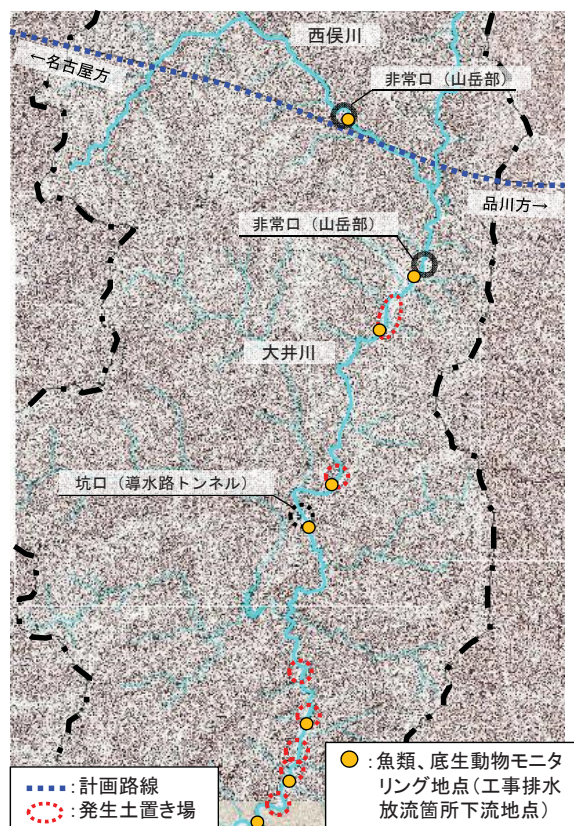 西俣川
←名古屋方
非常口（山岳部）
品川方→
非常口（山岳部）
大井川
坑口（導水路トンネル）
:計画路線
:発生土置き場
:魚類、底生動物モニタ
リング地点（工事排水
放流箇所下流地点）